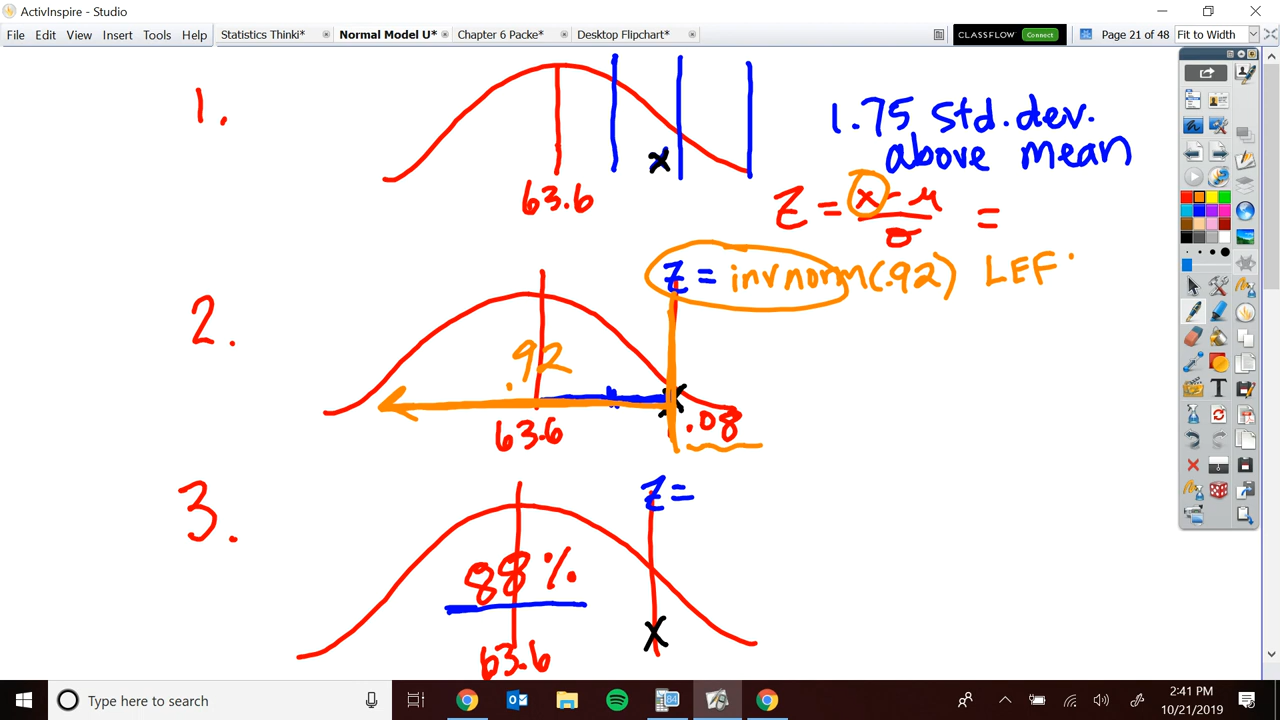 ActivInspire - Studio
File Edit View Insert Tools Help
Statistics Thinki*
Normal Model U*
Chapter 6 Packe*
Desktop Flipchart*
CLASSFLOW Connect
Page 21 of 48
Fit to Width
1.
63.6
x
1.75 std.dev.
above mean
z = x - μ / σ =
2.
z = invnorm(.92) LEF
.92
63.6
x
.08
3.
z =
88%
63.6
x
Type here to search
2:41 PM
10/21/2019